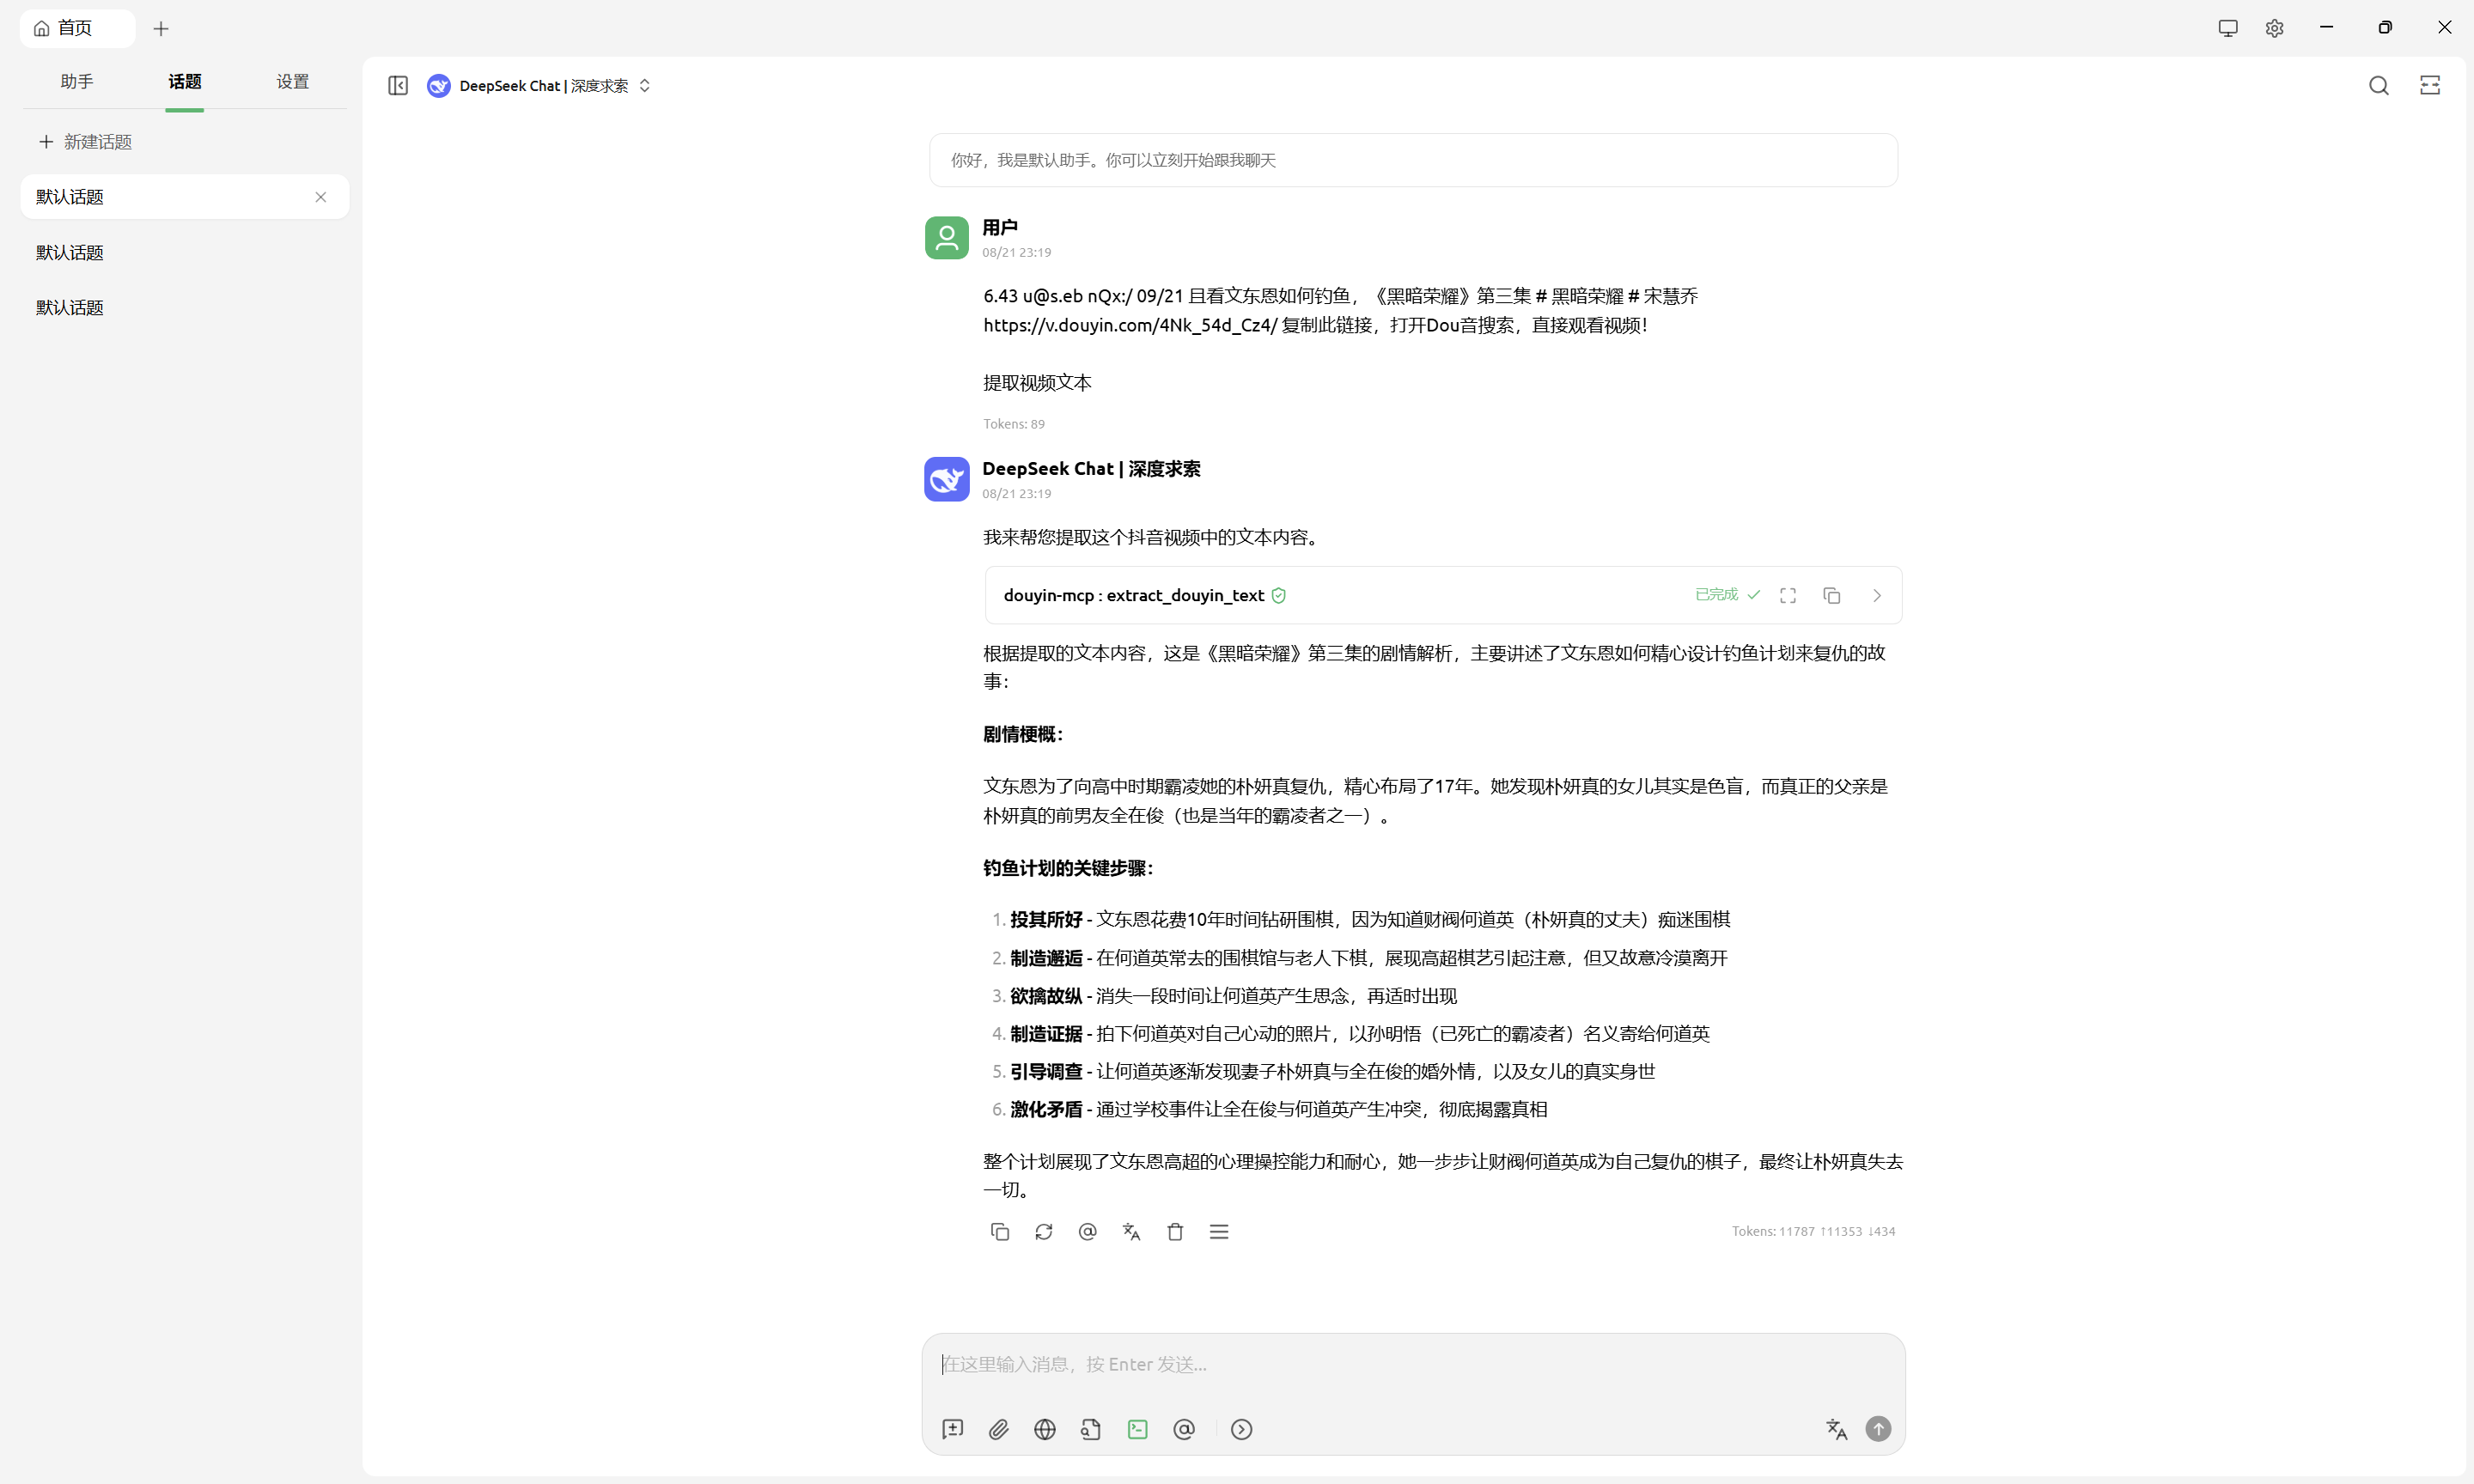 首页
助手 话题 设置
新建话题
默认话题
默认话题
默认话题
DeepSeek Chat | 深度求索
你好，我是默认助手。你可以立刻开始跟我聊天
用户
08/21 23:19
6.43 u@s.eb nQx:/ 09/21 且看文东恩如何钓鱼，《黑暗荣耀》第三集 # 黑暗荣耀 # 宋慧乔
https://v.douyin.com/4Nk_54d_Cz4/ 复制此链接，打开Dou音搜索，直接观看视频！
提取视频文本
Tokens: 89
DeepSeek Chat | 深度求索
08/21 23:19
我来帮您提取这个抖音视频中的文本内容。
douyin-mcp : extract_douyin_text 已完成
根据提取的文本内容，这是《黑暗荣耀》第三集的剧情解析，主要讲述了文东恩如何精心设计钓鱼计划来复仇的故
事：
剧情梗概：
文东恩为了向高中时期霸凌她的朴妍真复仇，精心布局了17年。她发现朴妍真的女儿其实是色盲，而真正的父亲是
朴妍真的前男友全在俊（也是当年的霸凌者之一）。
钓鱼计划的关键步骤：
1. 投其所好 - 文东恩花费10年时间钻研围棋，因为知道财阀何道英（朴妍真的丈夫）痴迷围棋
2. 制造邂逅 - 在何道英常去的围棋馆与老人下棋，展现高超棋艺引起注意，但又故意冷漠离开
3. 欲擒故纵 - 消失一段时间让何道英产生思念，再适时出现
4. 制造证据 - 拍下何道英对自己心动的照片，以孙明悟（已死亡的霸凌者）名义寄给何道英
5. 引导调查 - 让何道英逐渐发现妻子朴妍真与全在俊的婚外情，以及女儿的真实身世
6. 激化矛盾 - 通过学校事件让全在俊与何道英产生冲突，彻底揭露真相
整个计划展现了文东恩高超的心理操控能力和耐心，她一步步让财阀何道英成为自己复仇的棋子，最终让朴妍真失去
一切。
Tokens: 11787 ↑11353 ↓434
在这里输入消息，按 Enter 发送...